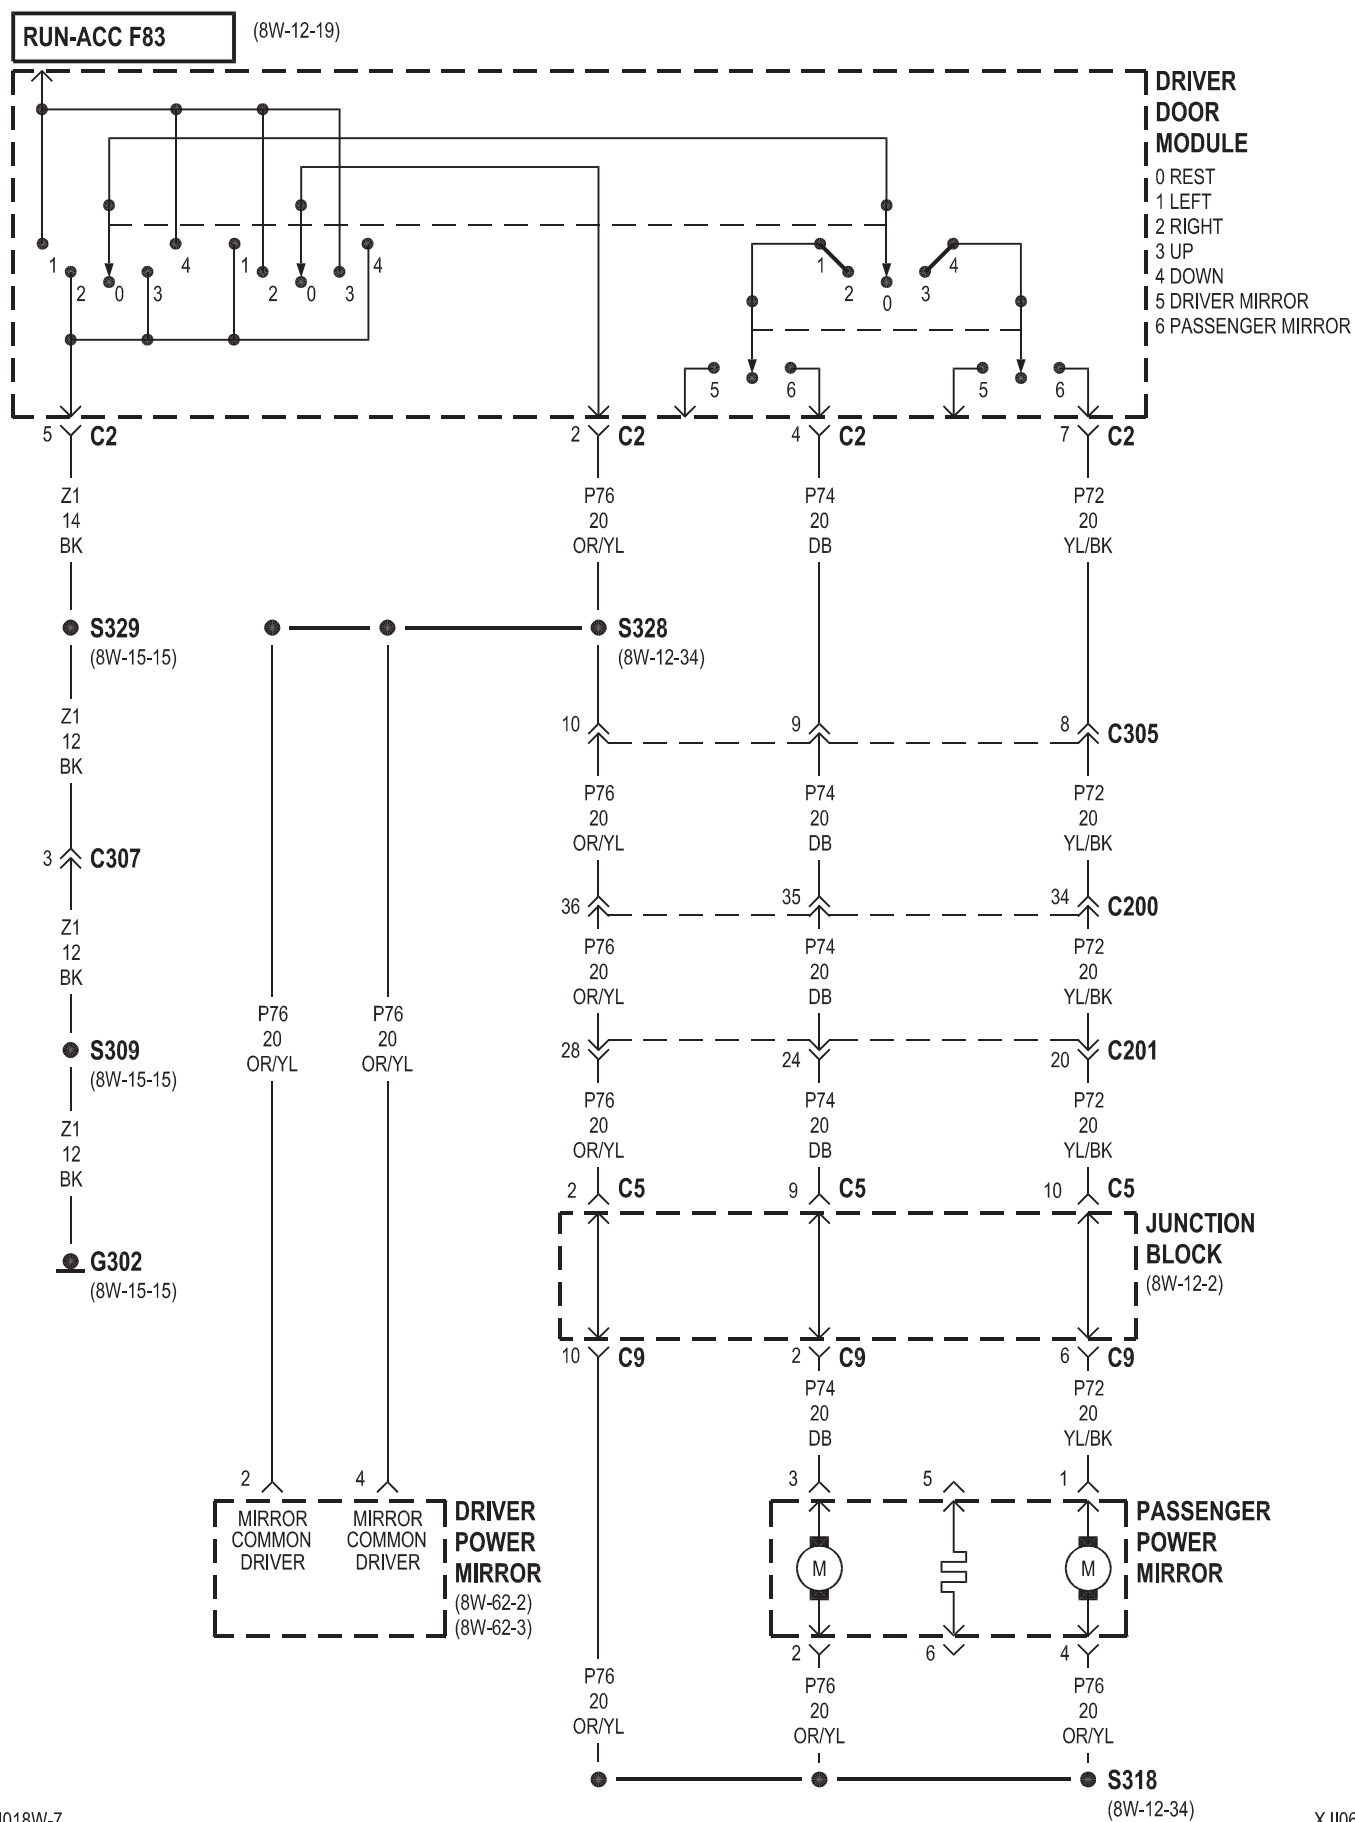 RUN-ACC F83
(8W-12-19)
DRIVER
DOOR
MODULE
0 REST
1 LEFT
2 RIGHT
3 UP
4 DOWN
5 DRIVER MIRROR
6 PASSENGER MIRROR
1 2 0 3 4 1 2 0 3 4
1 2 0 3 4
5 6 5 6
5 C2 2 C2 4 C2 7 C2
Z1 P76 P74 P72
14 20 20 20
BK OR/YL DB YL/BK
S329 S328
(8W-15-15) (8W-12-34)
Z1
12
BK
10 9 8 C305
P76 P74 P72
20 20 20
OR/YL DB YL/BK
3 C307
36 35 34 C200
Z1
12
BK
P76 P74 P72
20 20 20
OR/YL DB YL/BK
P76 P76
20 20
OR/YL OR/YL
S309
(8W-15-15)
28 24 20 C201
Z1
12
BK
P76 P74 P72
20 20 20
OR/YL DB YL/BK
2 C5 9 C5 10 C5
G302
(8W-15-15)
JUNCTION
BLOCK
(8W-12-2)
10 C9 2 C9 6 C9
P74 P72
20 20
DB YL/BK
2 4 3 5 1
MIRROR MIRROR
COMMON COMMON
DRIVER DRIVER
DRIVER
POWER
MIRROR
(8W-62-2)
(8W-62-3)
M M
PASSENGER
POWER
MIRROR
2 6 4
P76 P76 P76
20 20 20
OR/YL OR/YL OR/YL
S318
(8W-12-34)
018W-7